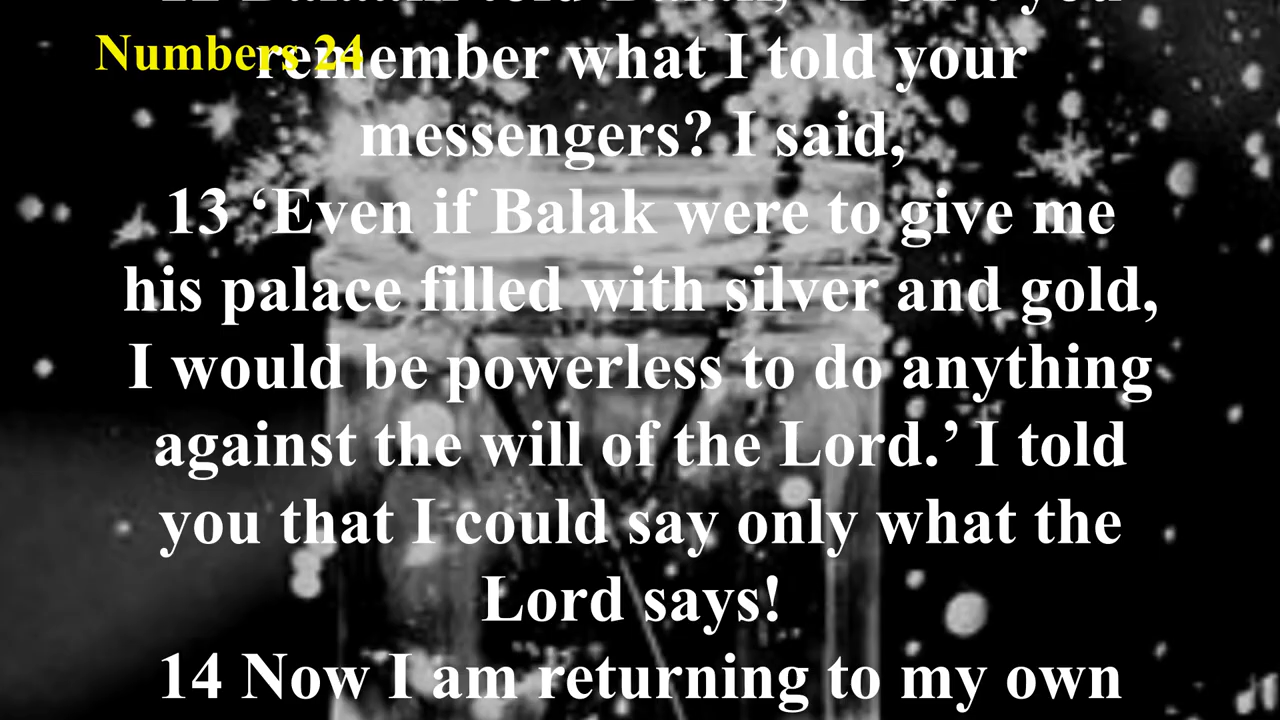 Numbers 24
remember what I told your
messengers? I said,
13 ‘Even if Balak were to give me
his palace filled with silver and gold,
I would be powerless to do anything
against the will of the Lord.’ I told
you that I could say only what the
Lord says!
14 Now I am returning to my own